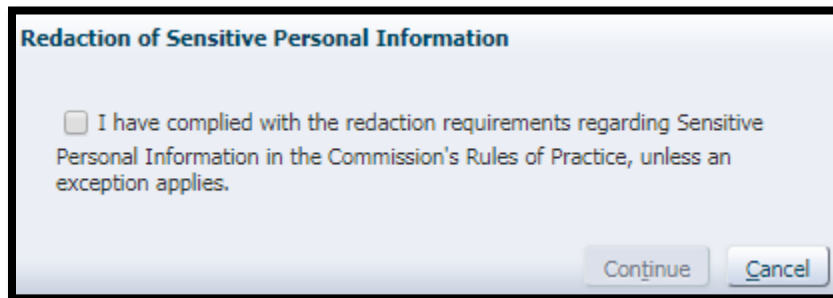 Redaction of Sensitive Personal Information
I have complied with the redaction requirements regarding Sensitive
Personal Information in the Commission's Rules of Practice, unless an
exception applies.
Continue Cancel